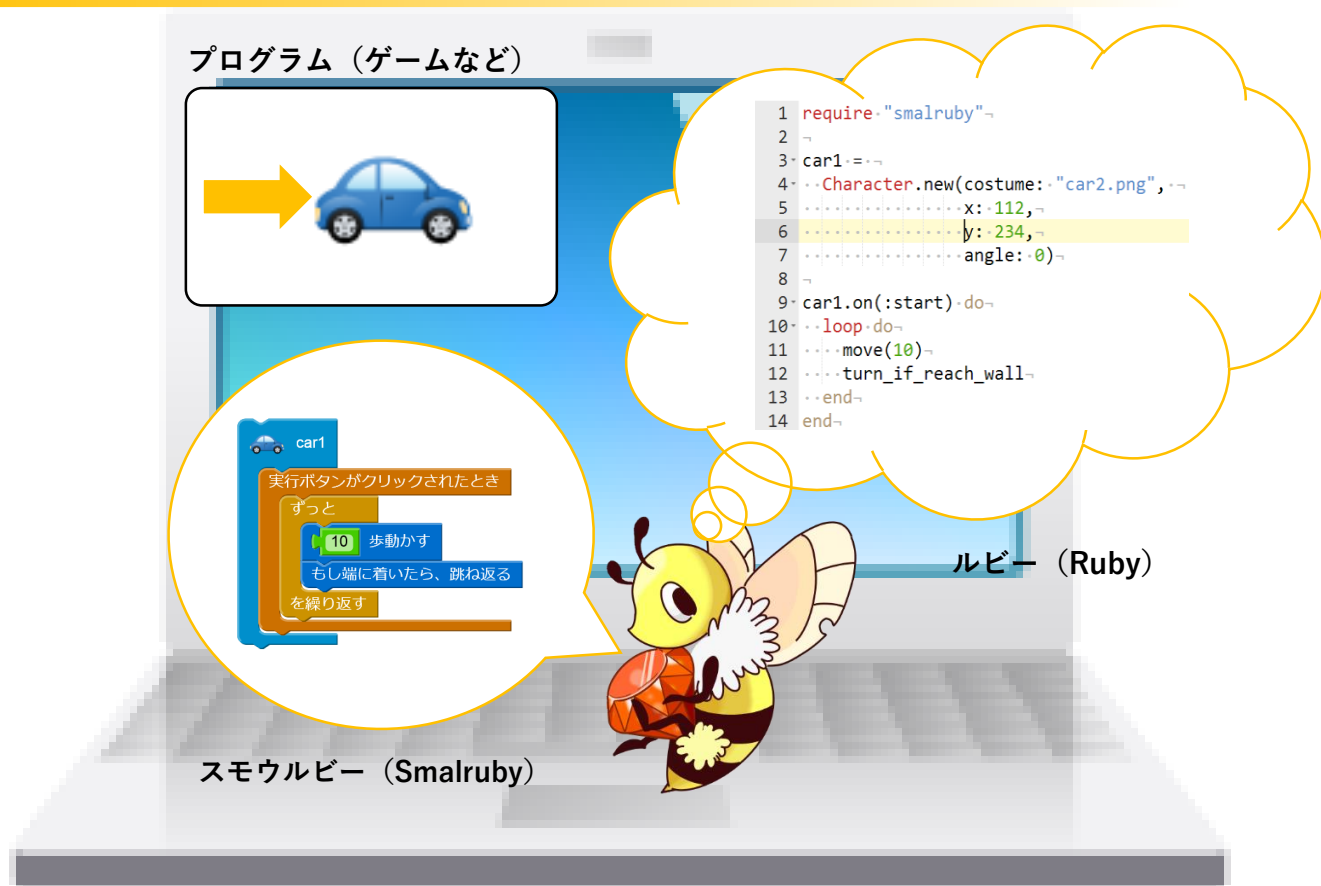 プログラム（ゲームなど）
1 require "smalruby"
2
3 car1 =
4 Character.new(costume: "car2.png",
5 x: 112,
6 y: 234,
7 angle: 0)
8
9 car1.on(:start) do
10 loop do
11 move(10)
12 turn_if_reach_wall
13 end
14 end
car1
実行ボタンがクリックされたとき
ずっと
10 歩動かす
もし端に着いたら、跳ね返る
を繰り返す
ルビー（Ruby）
スモウルビー（Smalruby）